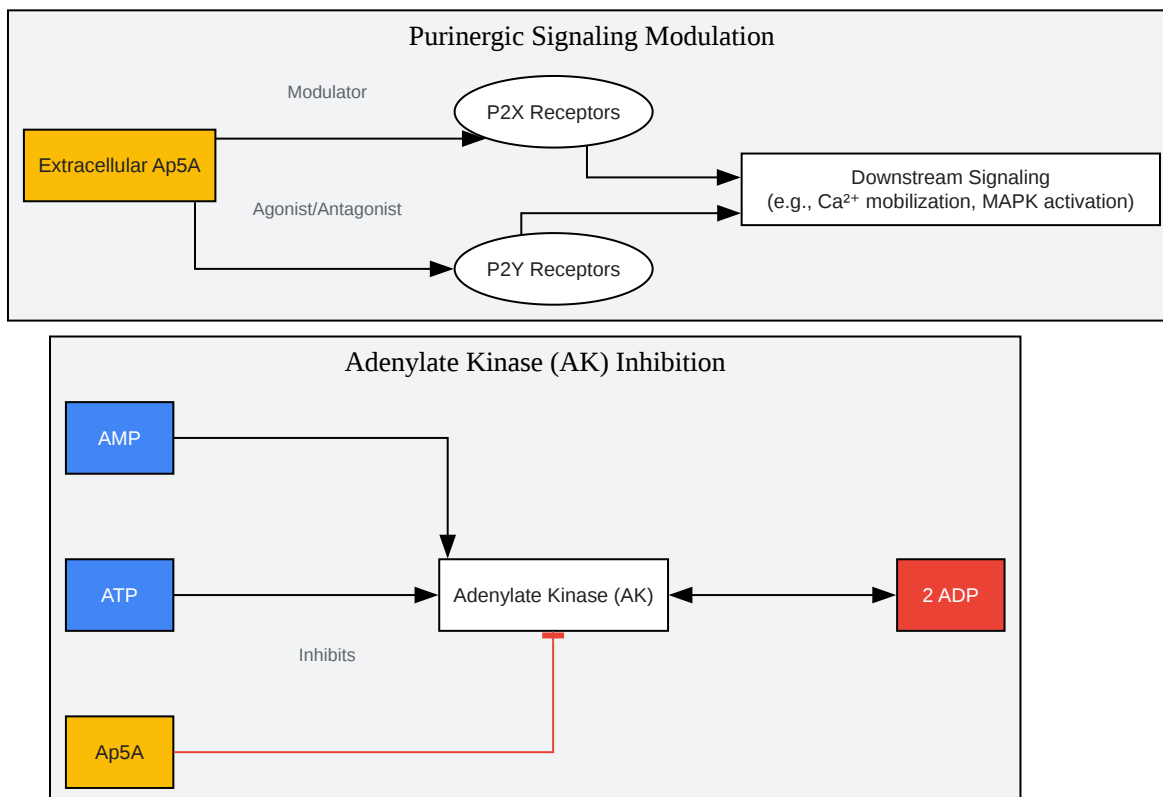 Purinergic Signaling Modulation
Modulator
P2X Receptors
Extracellular Ap5A
Downstream Signaling
(e.g., Ca²⁺ mobilization, MAPK activation)
Agonist/Antagonist
P2Y Receptors
Adenylate Kinase (AK) Inhibition
AMP
ATP
Adenylate Kinase (AK)
2 ADP
Inhibits
Ap5A